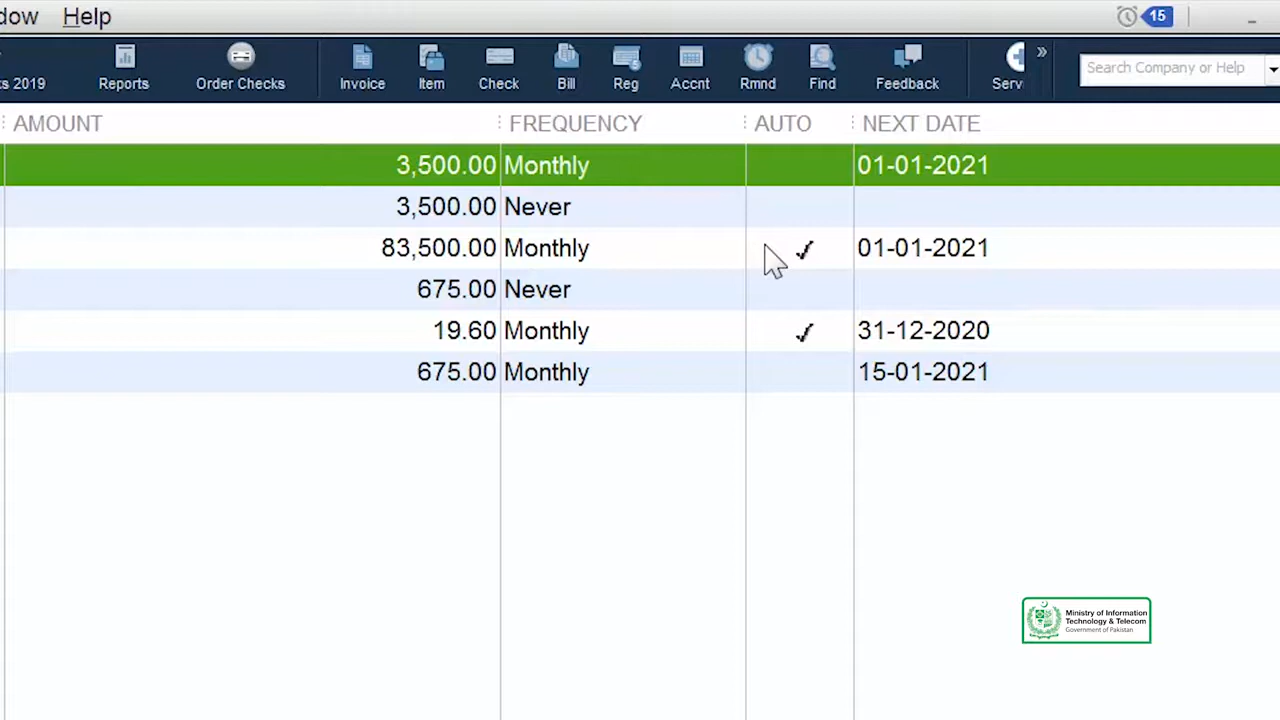 dow Help 15
s 2019 Reports Order Checks Invoice Item Check Bill Reg Accnt Rmnd Find Feedback Serv » Search Company or Help
AMOUNT FREQUENCY AUTO NEXT DATE
3,500.00 Monthly 01-01-2021
3,500.00 Never
83,500.00 Monthly ✓ 01-01-2021
675.00 Never
19.60 Monthly ✓ 31-12-2020
675.00 Monthly 15-01-2021
Ministry of Information
Technology & Telecom
Government of Pakistan